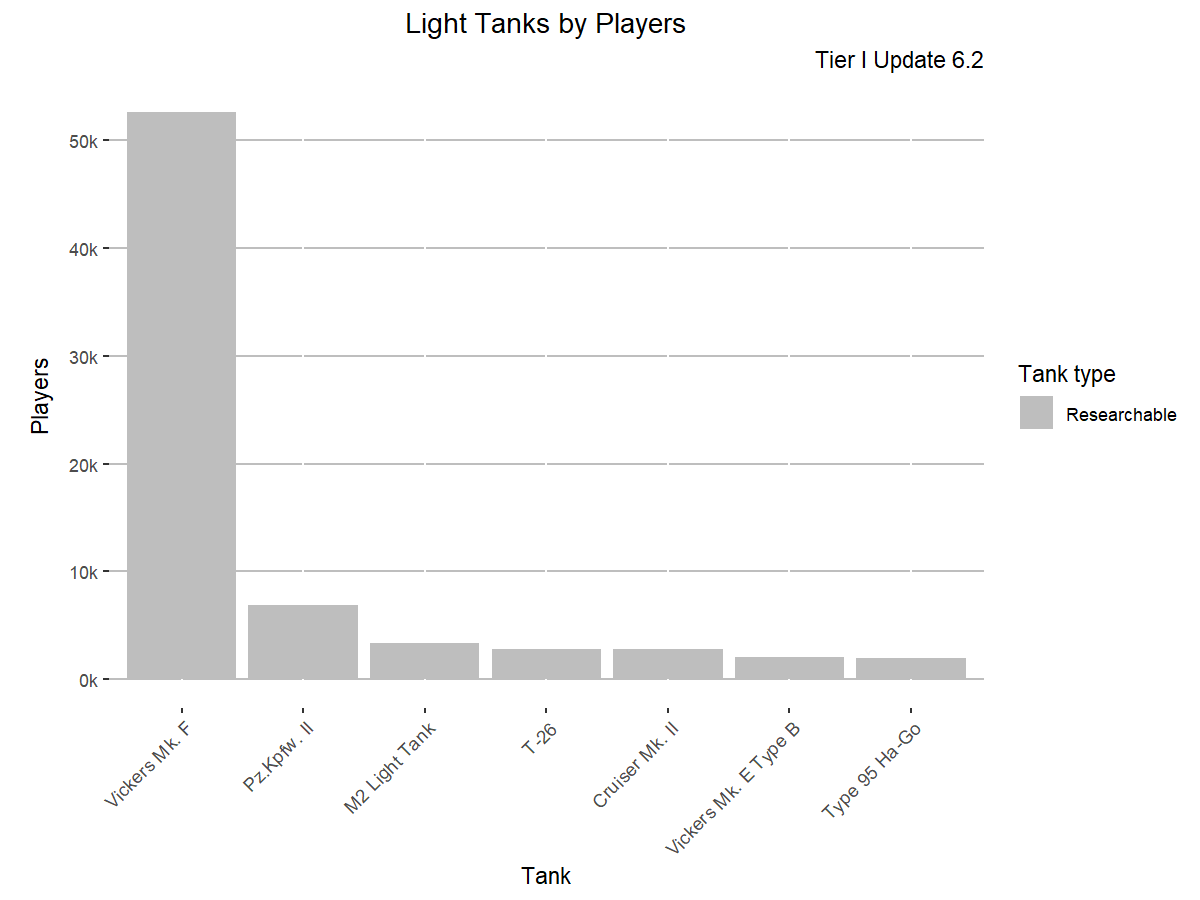 Light Tanks by Players
Tier I Update 6.2
Players
50k
40k
30k
20k
10k
0k
Vickers Mk. F
Pz.Kpfw. II
M2 Light Tank
T-26
Cruiser Mk. II
Vickers Mk. E Type B
Type 95 Ha-Go
Tank
Tank type
Researchable